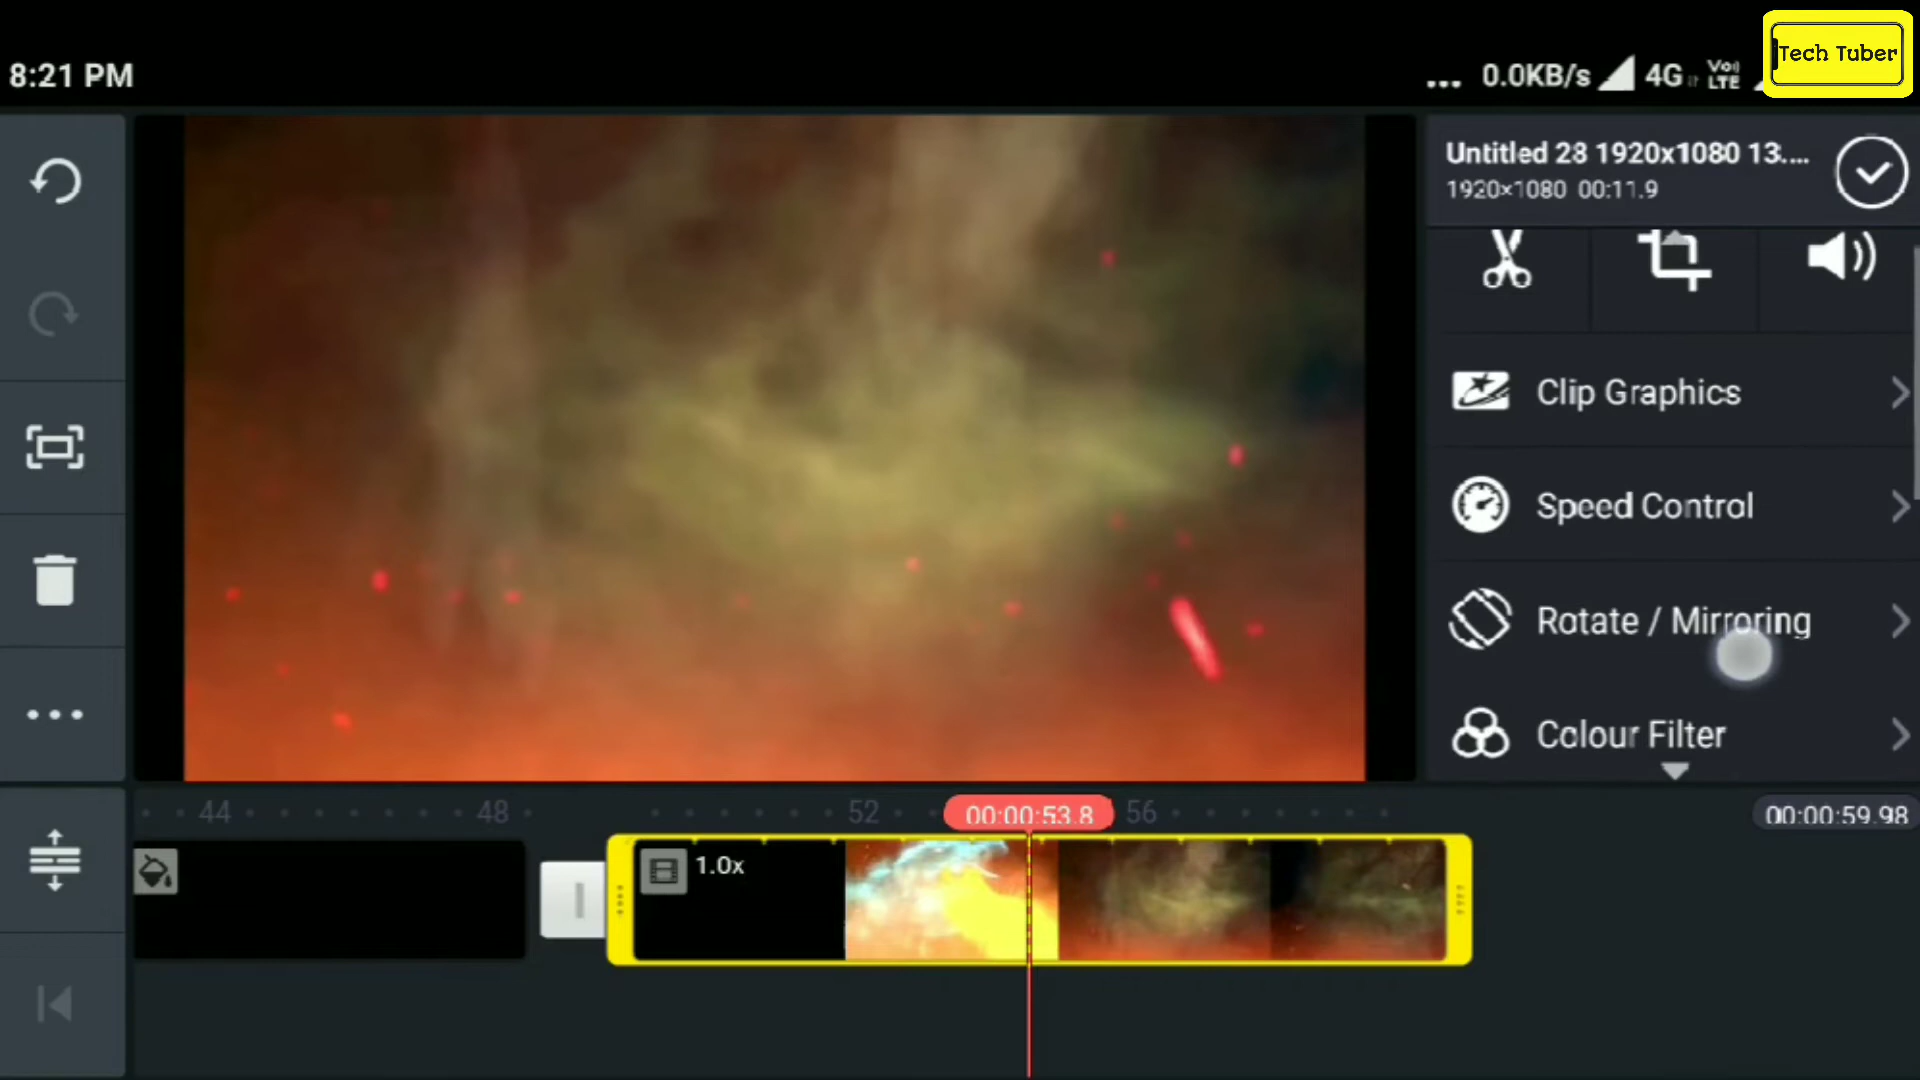 Tech Tuber
8:21 PM
... 0.0KB/s 4G Vo) LTE
Untitled 28 1920x1080 13....
1920×1080 00:11.9
Clip Graphics
Speed Control
Rotate / Mirroring
Colour Filter
44 48 52 00:00:53.8 56 00:00:59.98
1.0x